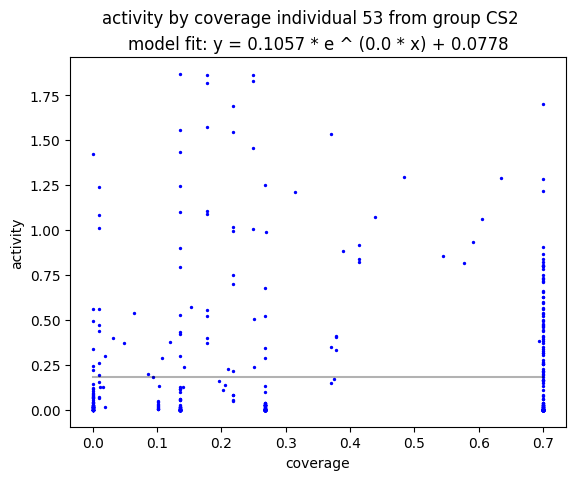 activity by coverage individual 53 from group CS2
model fit: y = 0.1057 * e ^ (0.0 * x) + 0.0778
1.75
1.50
1.25
1.00
0.75
0.50
0.25
0.00
activity
0.0 0.1 0.2 0.3 0.4 0.5 0.6 0.7
coverage